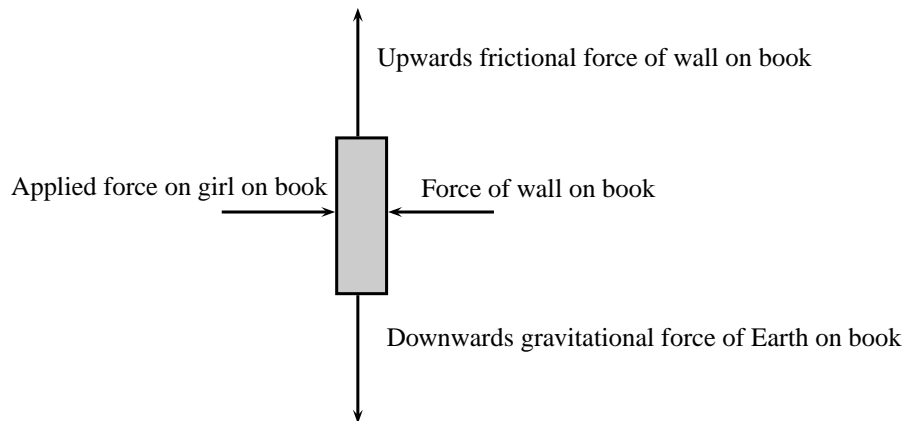 Upwards frictional force of wall on book
Applied force on girl on book
Force of wall on book
Downwards gravitational force of Earth on book